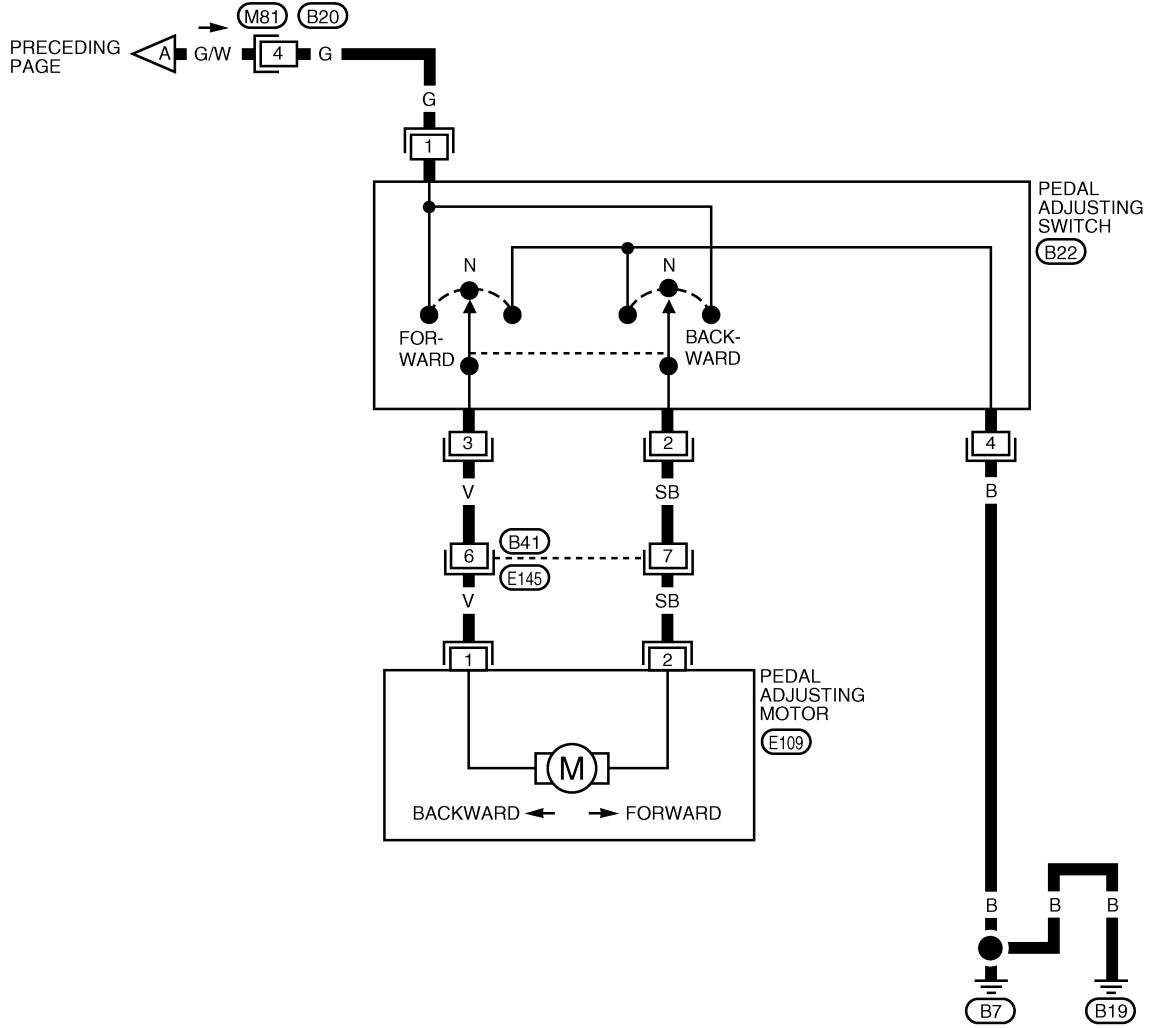 M81 B20
PRECEDING
PAGE
A G/W 4 G
G
1
PEDAL
ADJUSTING
SWITCH
B22
N N
FOR-
WARD
BACK-
WARD
3 2 4
V SB B
6 B41 7
E145
V SB
1 2
PEDAL
ADJUSTING
MOTOR
E109
M
BACKWARD FORWARD
B B B
B7 B19